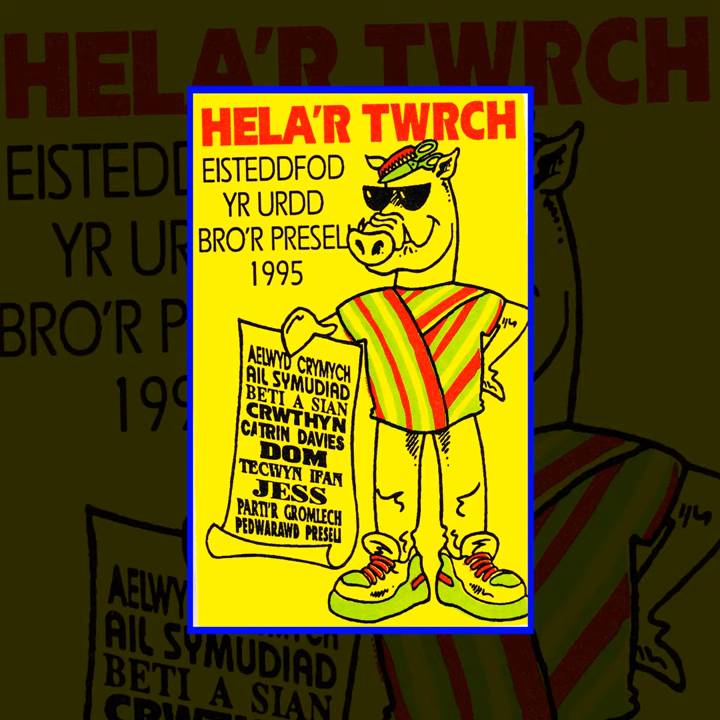 HELA'R TWRCH
EISTEDDFOD
YR URDD
BRO'R PRESELI
1995
AELWYD CRYMYCH
AIL SYMUDIAD
BETI A SIAN
CRWTHYN
CATRIN DAVIES
DOM
TECWYN IFAN
JESS
PARTI'R GROMLECH
PEDWARAWD PRESELI